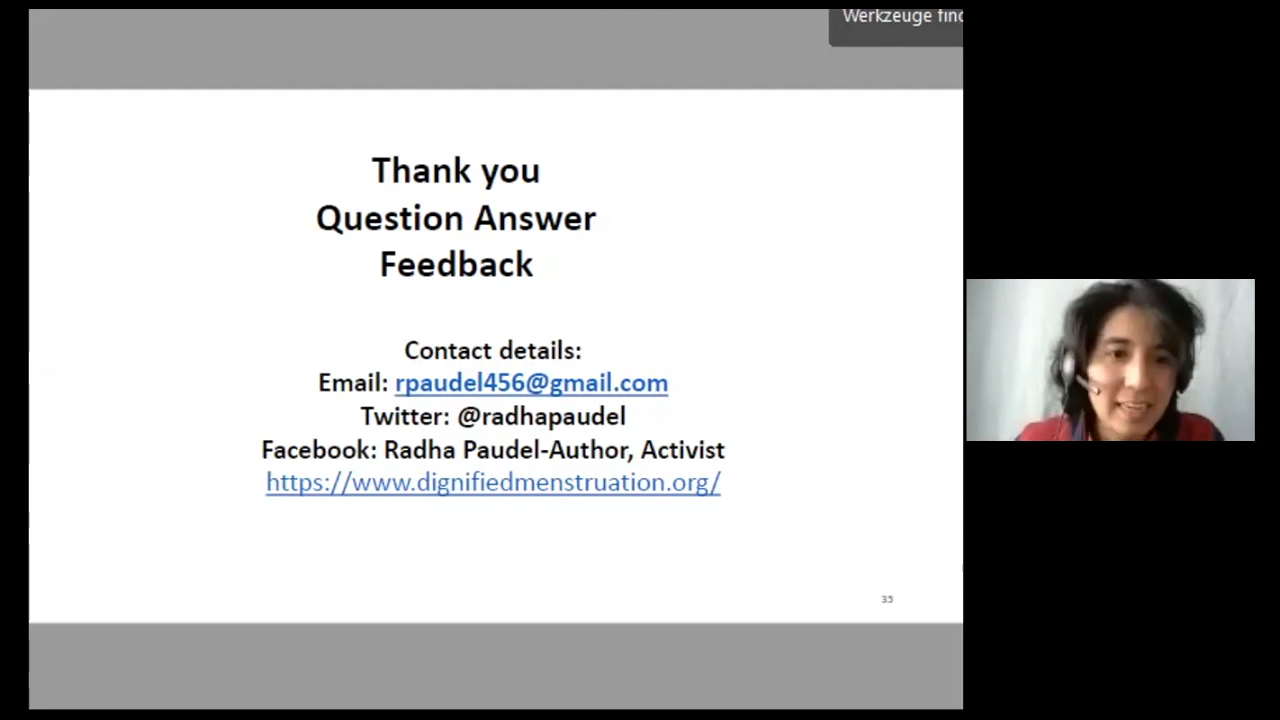 Werkzeuge find
Thank you
Question Answer
Feedback
Contact details:
Email: rpaudel456@gmail.com
Twitter: @radhapaudel
Facebook: Radha Paudel-Author, Activist
https://www.dignifiedmenstruation.org/
35